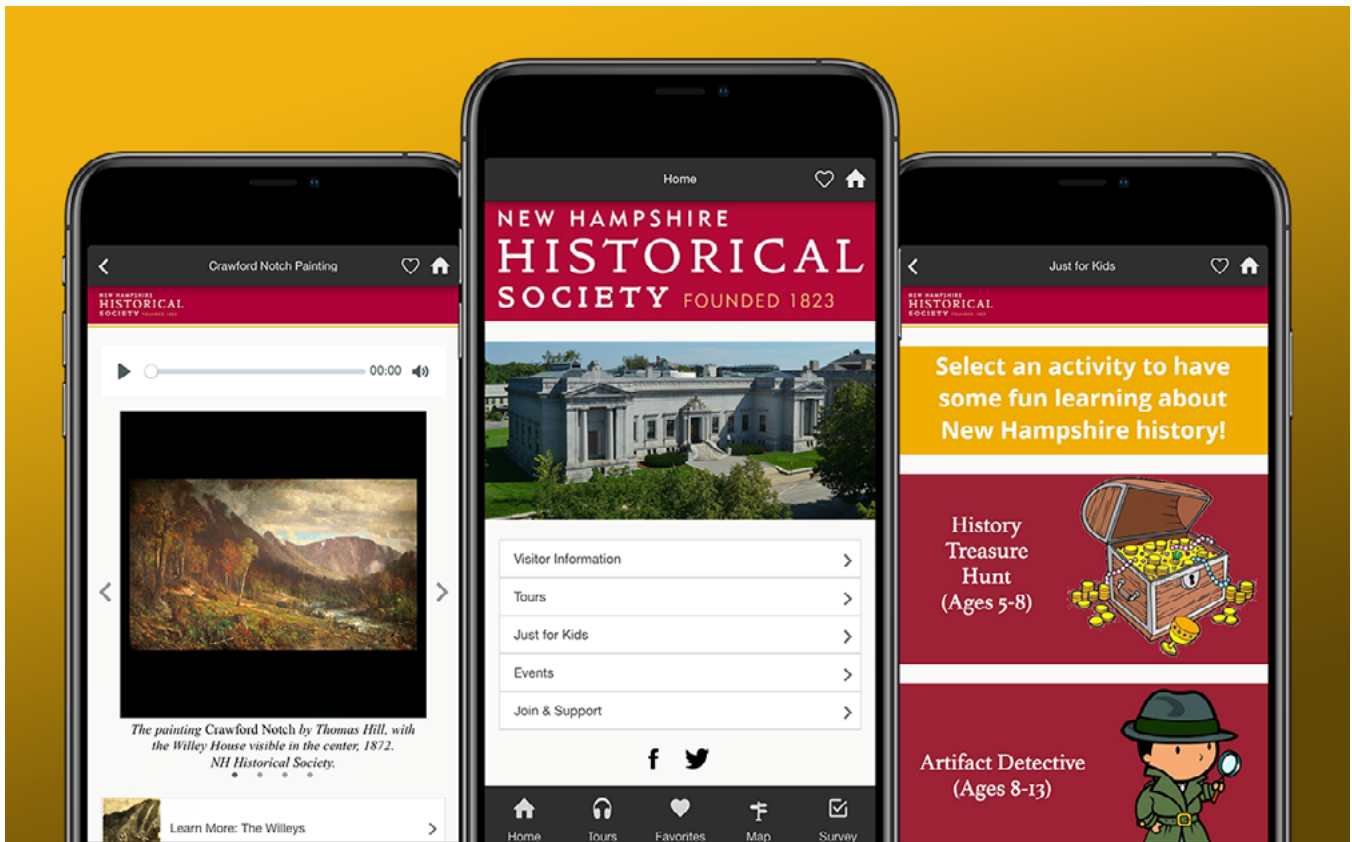 Crawford Notch Painting
NEW HAMPSHIRE
HISTORICAL
SOCIETY FOUNDED 1823
00:00
The painting Crawford Notch by Thomas Hill, with
the Willey House visible in the center, 1872.
NH Historical Society.
Learn More: The Willeys
Home
NEW HAMPSHIRE
HISTORICAL
SOCIETY FOUNDED 1823
Visitor Information
Tours
Just for Kids
Events
Join & Support
Home Tours Favorites Map Survey
Just for Kids
NEW HAMPSHIRE
HISTORICAL
SOCIETY FOUNDED 1823
Select an activity to have
some fun learning about
New Hampshire history!
History
Treasure
Hunt
(Ages 5-8)
Artifact Detective
(Ages 8-13)